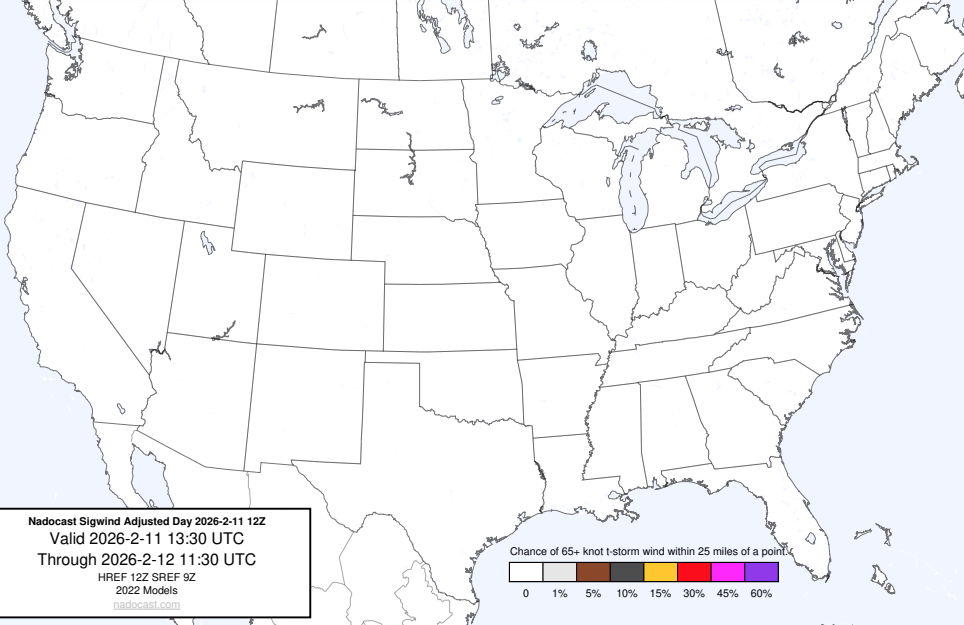 Nadocast Sigwind Adjusted Day 2026-2-11 12Z
Valid 2026-2-11 13:30 UTC
Through 2026-2-12 11:30 UTC
HREF 12Z SREF 9Z
2022 Models
nadocast.com
Chance of 65+ knot t-storm wind within 25 miles of a point.
0 1% 5% 10% 15% 30% 45% 60%